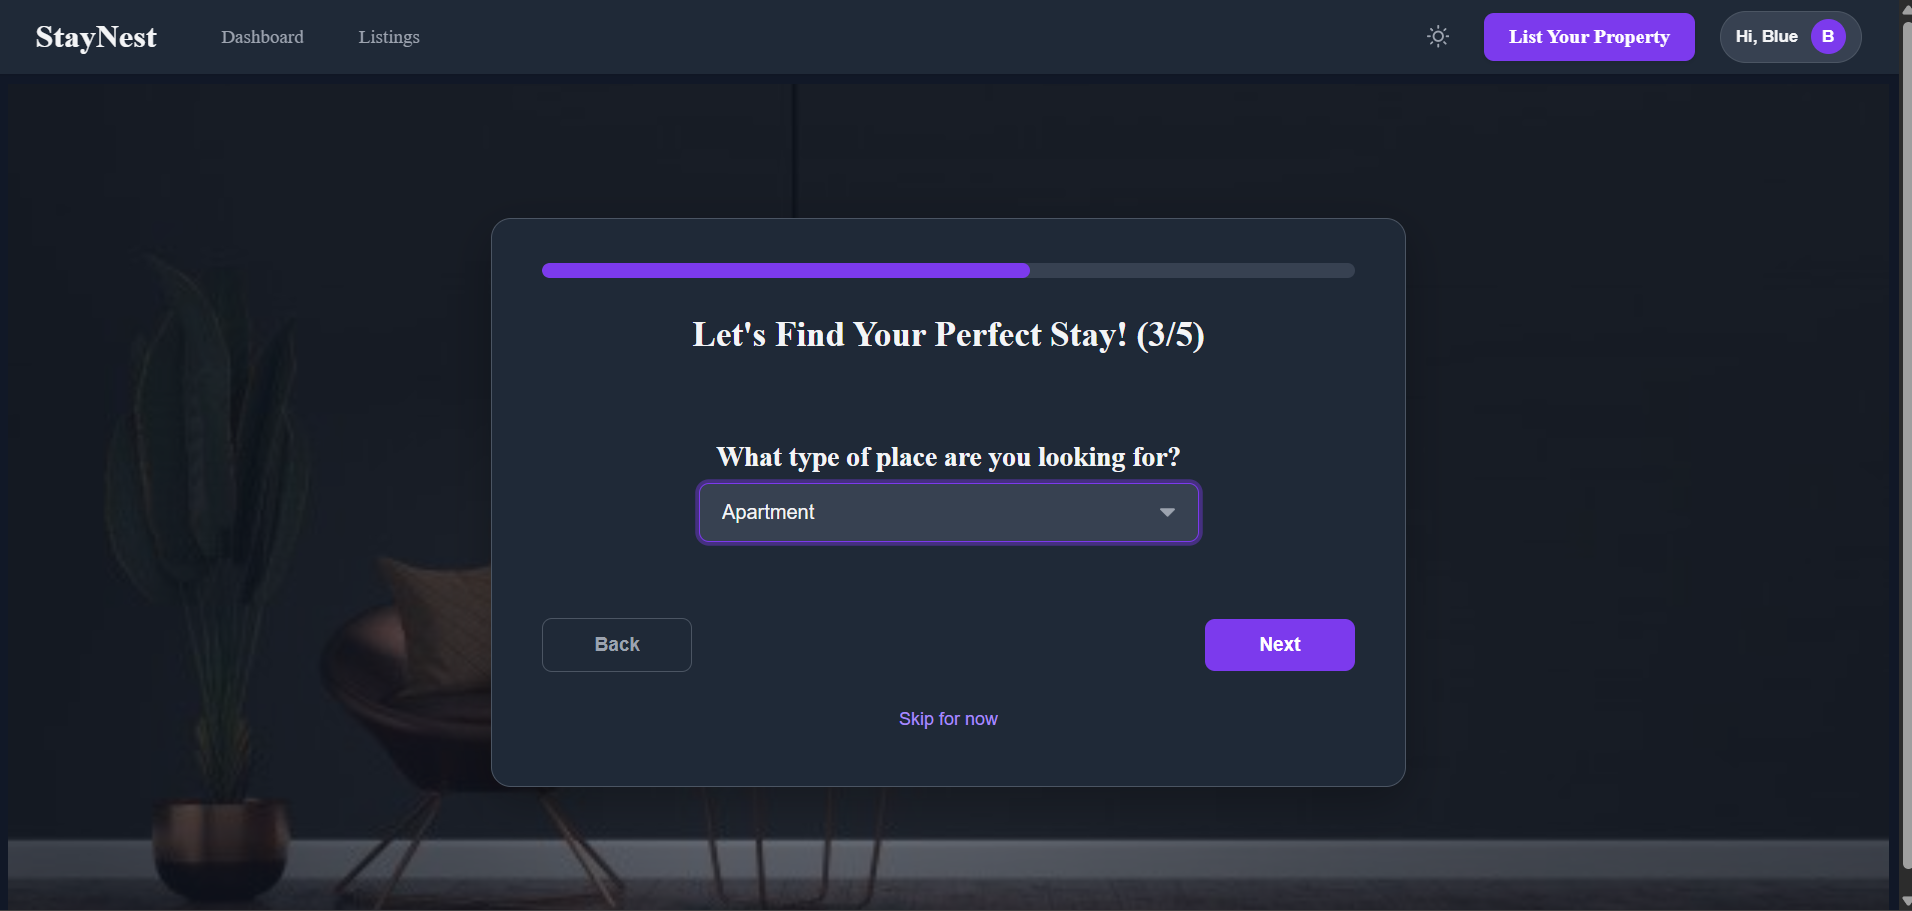 StayNest
Dashboard
Listings
List Your Property
Hi, Blue
B
Let's Find Your Perfect Stay! (3/5)
What type of place are you looking for?
Apartment
Back
Next
Skip for now